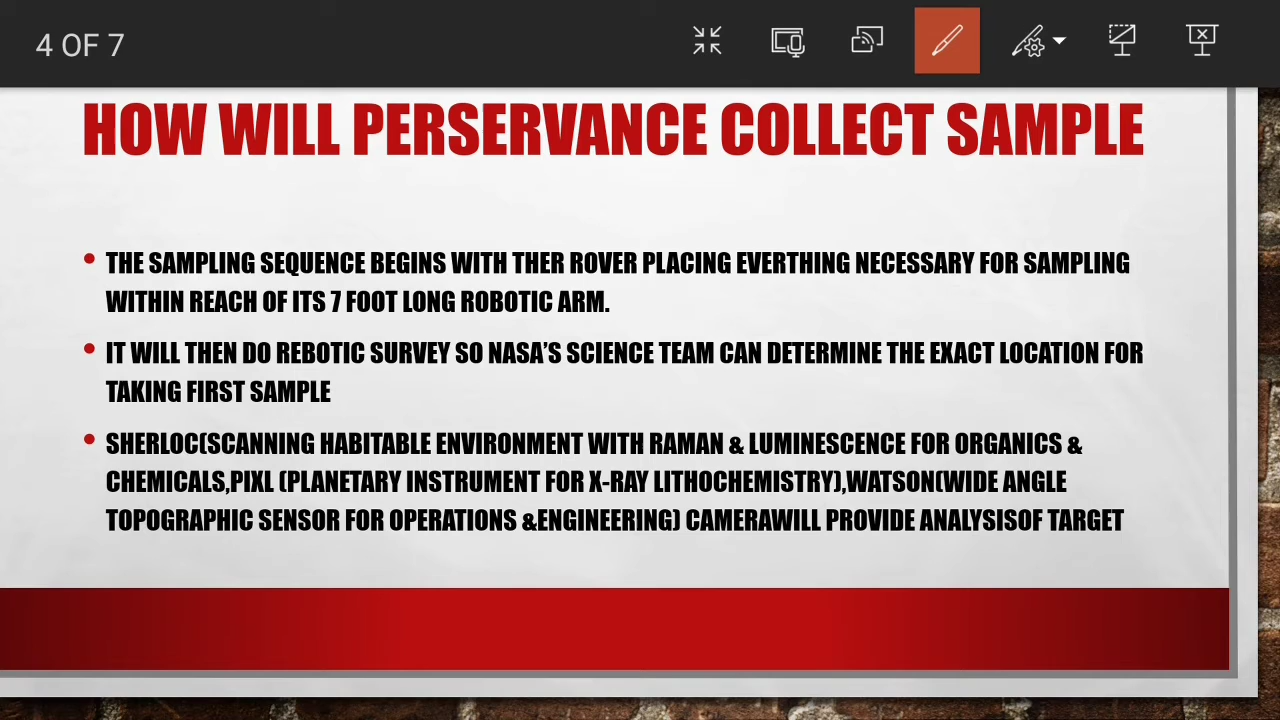 4 OF 7
HOW WILL PERSERVANCE COLLECT SAMPLE
• THE SAMPLING SEQUENCE BEGINS WITH THER ROVER PLACING EVERTHING NECESSARY FOR SAMPLING
WITHIN REACH OF ITS 7 FOOT LONG ROBOTIC ARM.
• IT WILL THEN DO REBOTIC SURVEY SO NASA'S SCIENCE TEAM CAN DETERMINE THE EXACT LOCATION FOR
TAKING FIRST SAMPLE
• SHERLOC(SCANNING HABITABLE ENVIRONMENT WITH RAMAN & LUMINESCENCE FOR ORGANICS &
CHEMICALS,PIXL (PLANETARY INSTRUMENT FOR X-RAY LITHOCHEMISTRY),WATSON(WIDE ANGLE
TOPOGRAPHIC SENSOR FOR OPERATIONS &ENGINEERING) CAMERAWILL PROVIDE ANALYSISOF TARGET